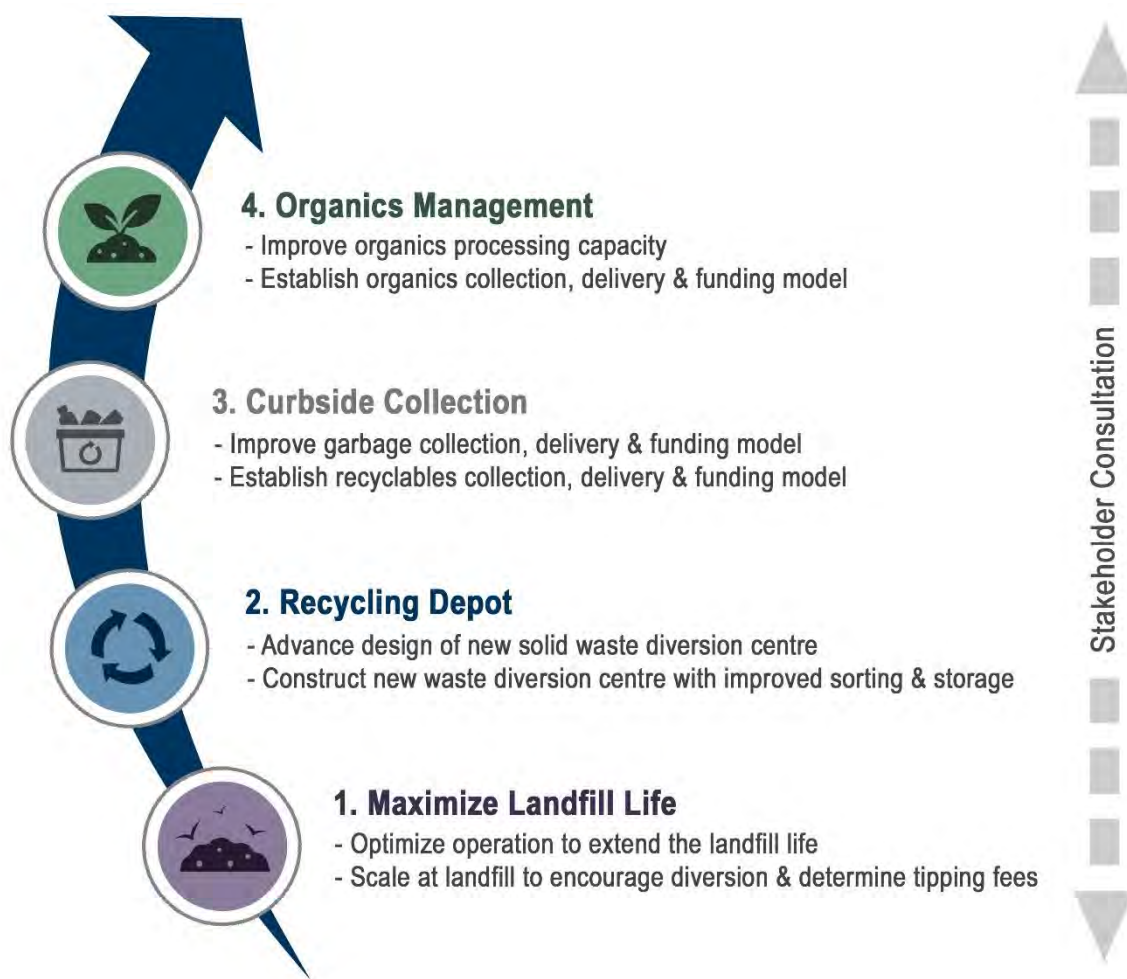 4. Organics Management
- Improve organics processing capacity
- Establish organics collection, delivery & funding model
3. Curbside Collection
- Improve garbage collection, delivery & funding model
- Establish recyclables collection, delivery & funding model
2. Recycling Depot
- Advance design of new solid waste diversion centre
- Construct new waste diversion centre with improved sorting & storage
1. Maximize Landfill Life
- Optimize operation to extend the landfill life
- Scale at landfill to encourage diversion & determine tipping fees
Stakeholder Consultation